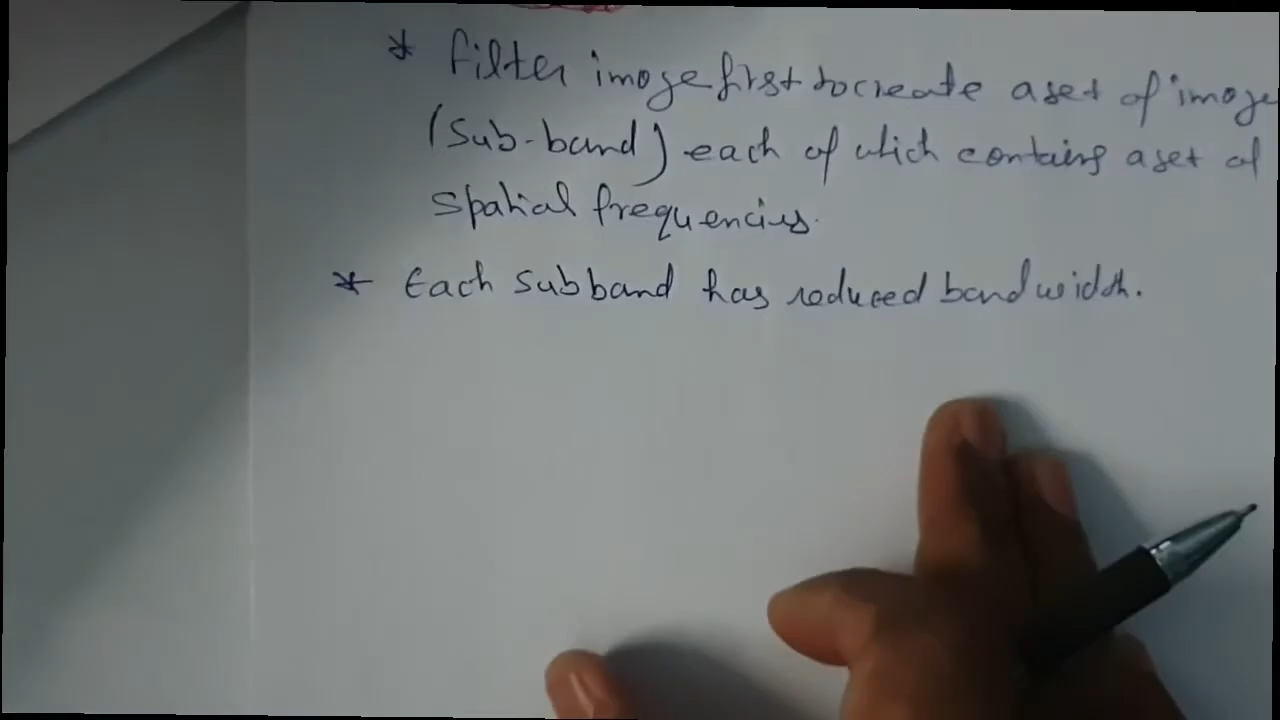 * Filter image first to create a set of image
(Sub-band) each of which contains a set of
spatial frequencies.
* Each subband has reduced bandwidth.